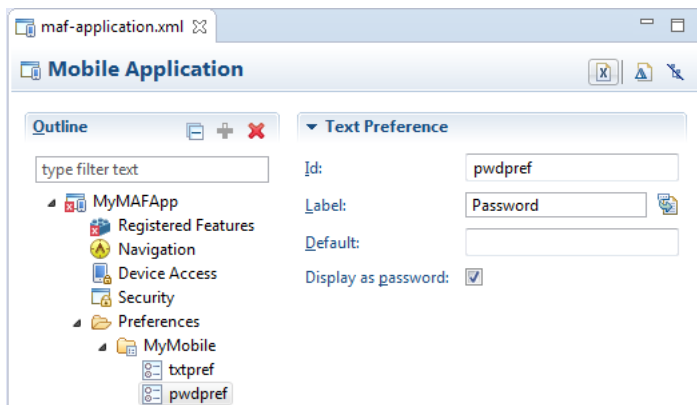 maf-application.xml
Mobile Application
Outline
type filter text
MyMAFApp
Registered Features
Navigation
Device Access
Security
Preferences
MyMobile
txtpref
pwdpref
Text Preference
Id: pwdpref
Label: Password
Default:
Display as password: